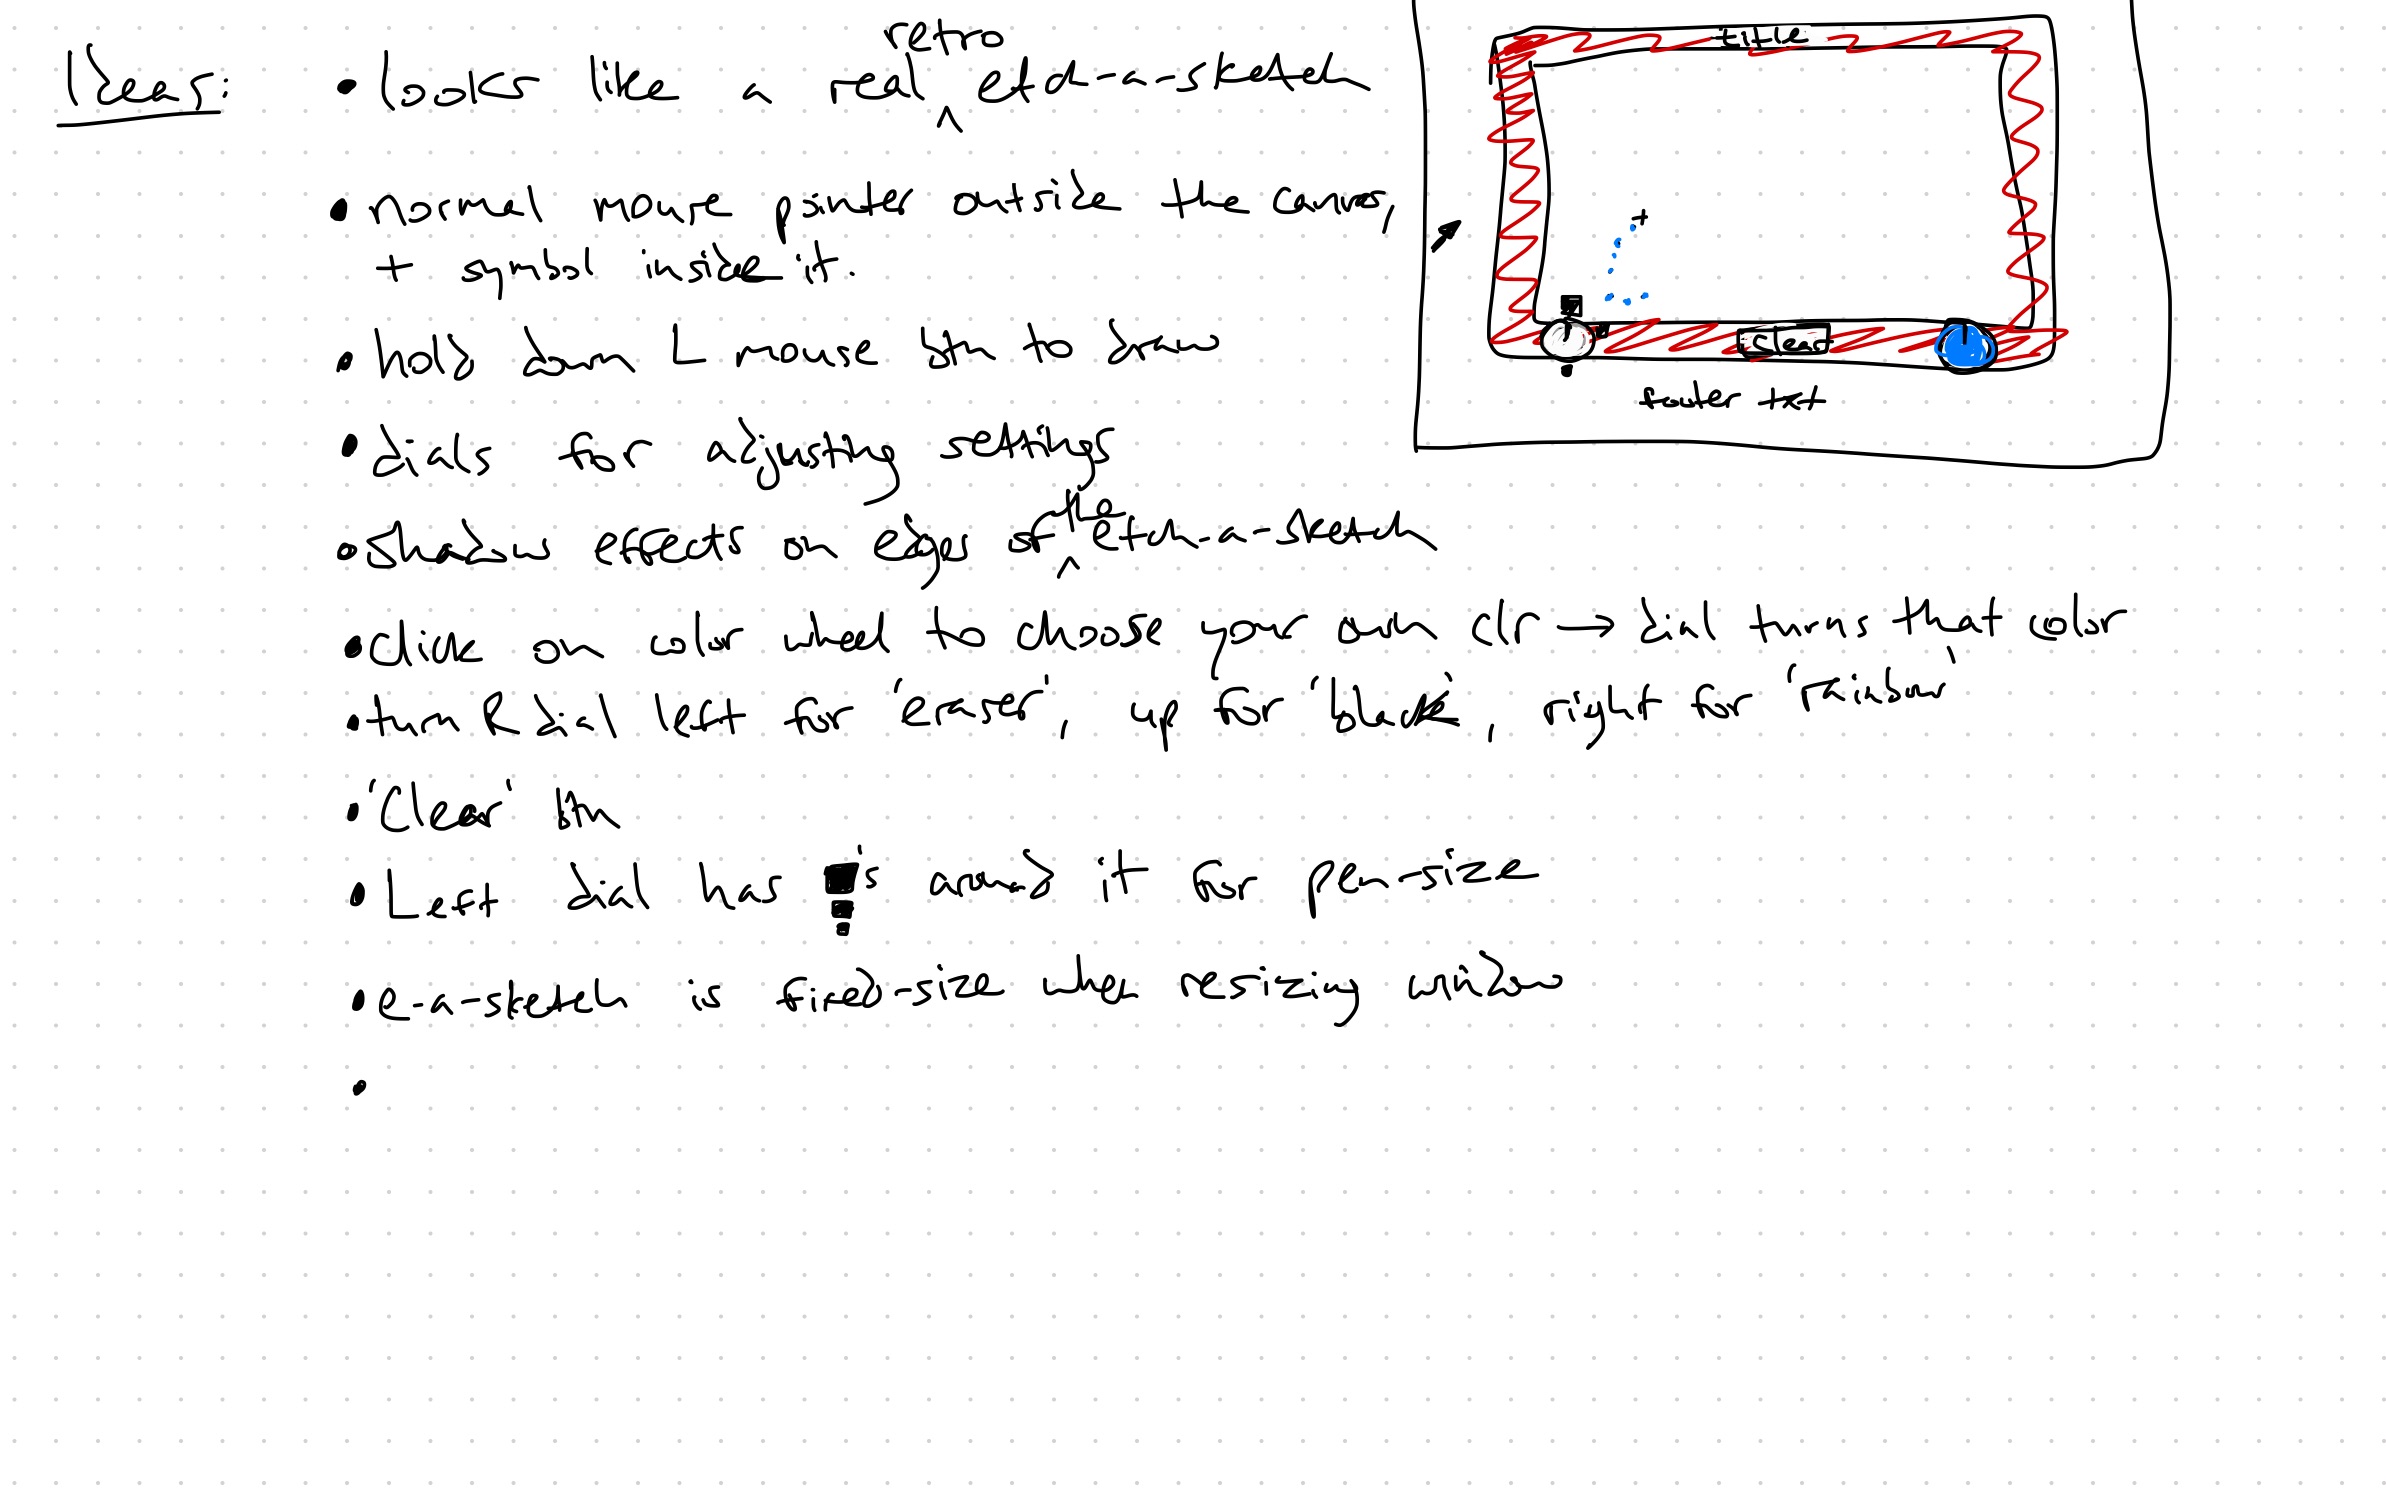 Ideas:
• looks like a real retro etch-a-sketch
• normal mouse pointer outside the canvas,
+ symbol inside it.
• hold down L mouse btn to draw
• dials for adjusting settings
• shadow effects on edges of the etch-a-sketch
• click on color wheel to choose your own clr → dial turns that color
• turn R dial left for 'eraser', up for 'black', right for 'rainbow'
• 'Clear' btn
• Left dial has ■'s around it for pen-size
• e-a-sketch is fixed-size when resizing window
•
title
+
clear
footer txt